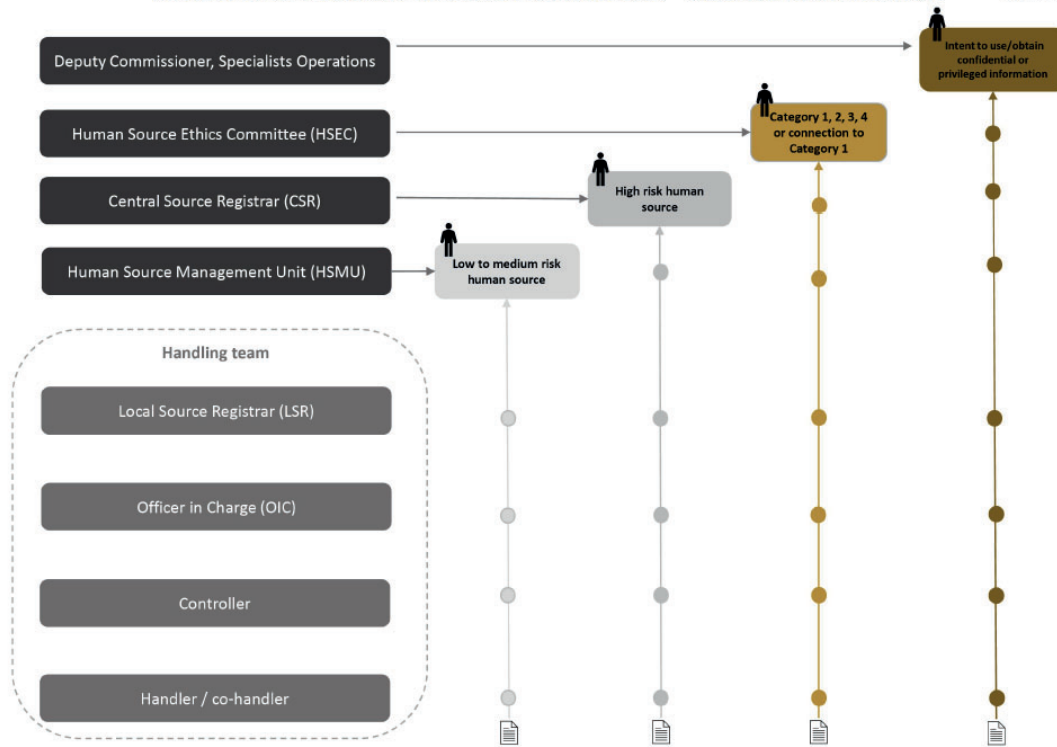 Deputy Commissioner, Specialists Operations
Intent to use/obtain
confidential or
privileged information
Human Source Ethics Committee (HSEC)
Category 1, 2, 3, 4
or connection to
Category 1
Central Source Registrar (CSR)
High risk human
source
Human Source Management Unit (HSMU)
Low to medium risk
human source
Handling team
Local Source Registrar (LSR)
Officer in Charge (OIC)
Controller
Handler / co-handler